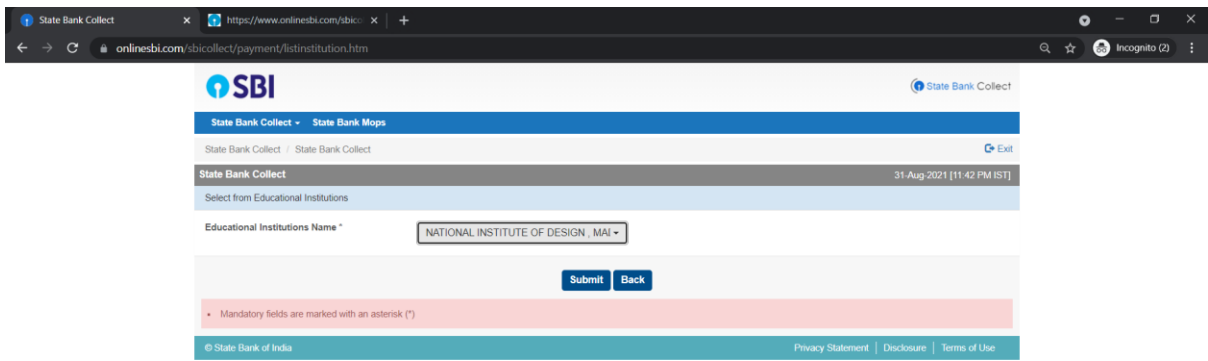 State Bank Collect
https://www.onlinesbi.com/sbico
onlinesbi.com/sbicollect/payment/listinstitution.htm
Incognito (2)
SBI
State Bank Collect
State Bank Collect State Bank Mops
State Bank Collect / State Bank Collect
Exit
State Bank Collect
31-Aug-2021 [11:42 PM IST]
Select from Educational Institutions
Educational Institutions Name *
NATIONAL INSTITUTE OF DESIGN , MAI
Submit Back
• Mandatory fields are marked with an asterisk (*)
© State Bank of India
Privacy Statement | Disclosure | Terms of Use